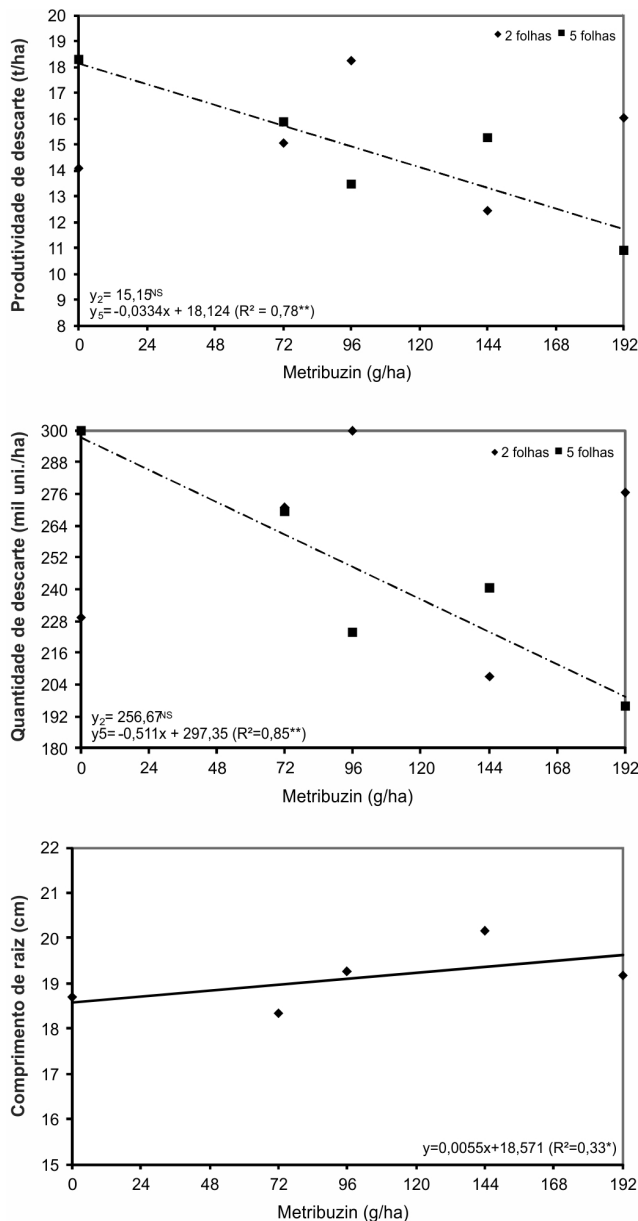 Produtividade de descarte (t/ha)
20
19
18
17
16
15
14
13
12
11
10
9
8
◆ 2 folhas ■ 5 folhas
y₂= 15,15ᴺˢ
y₅= -0,0334x + 18,124 (R² = 0,78**)
0 24 48 72 96 120 144 168 192
Metribuzin (g/ha)
Quantidade de descarte (mil uni./ha)
300
288
276
264
252
240
228
216
204
192
180
◆ 2 folhas ■ 5 folhas
y₂= 256,67ᴺˢ
y5= -0,511x + 297,35 (R²=0,85**)
0 24 48 72 96 120 144 168 192
Metribuzin (g/ha)
Comprimento de raiz (cm)
22
21
20
19
18
17
16
15
y=0,0055x+18,571 (R²=0,33*)
0 24 48 72 96 120 144 168 192
Metribuzin (g/ha)